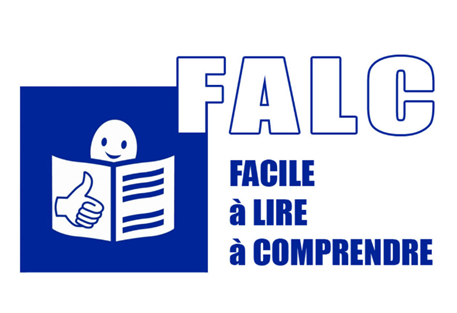 FALC
FACILE
à LIRE
à COMPRENDRE